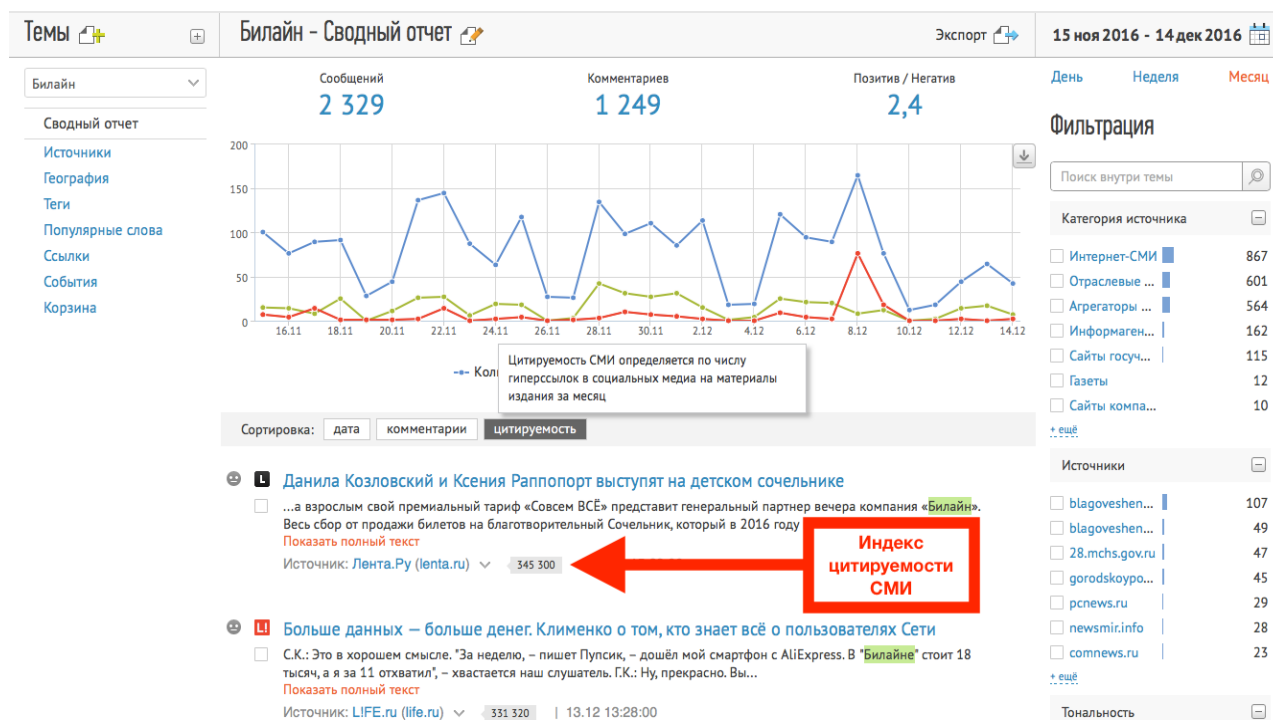 Темы
Билайн – Сводный отчет
Экспорт
15 ноя 2016 - 14 дек 2016
Билайн
Сводный отчет
Источники
География
Теги
Популярные слова
Ссылки
События
Корзина
Сообщений
2 329
Комментариев
1 249
Позитив / Негатив
2,4
200
150
100
50
0
16.11 18.11 20.11 22.11 24.11 26.11 28.11 30.11 2.12 4.12 6.12 8.12 10.12 12.12 14.12
Цитируемость СМИ определяется по числу
гиперссылок в социальных медиа на материалы
издания за месяц
Сортировка: дата комментарии цитируемость
L
Данила Козловский и Ксения Раппопорт выступят на детском сочельнике
...а взрослым свой премиальный тариф «Совсем ВСЁ» представит генеральный партнер вечера компания «Билайн».
Весь сбор от продажи билетов на благотворительный Сочельник, который в 2016 году
Показать полный текст
Источник: Лента.Ру (lenta.ru) 345 300
Индекс
цитируемости
СМИ
L!
Больше данных — больше денег. Клименко о том, кто знает всё о пользователях Сети
С.К.: Это в хорошем смысле. "За неделю, – пишет Пупсик, – дошёл мой смартфон с AliExpress. В "Билайне" стоит 18
тысяч, а я за 11 отхватил", – хвастается наш слушатель. Г.К.: Ну, прекрасно. Вы...
Показать полный текст
Источник: L!FE.ru (life.ru) 331 320 | 13.12 13:28:00
День Неделя Месяц
Фильтрация
Поиск внутри темы
Категория источника
Интернет-СМИ 867
Отраслевые ... 601
Агрегаторы ... 564
Информаген... 162
Сайты госуч... 115
Газеты 12
Сайты компа... 10
+ ещё
Источники
blagoveshen... 107
blagoveshen... 49
28.mchs.gov.ru 47
gorodskoypo... 45
pcnews.ru 29
newsmir.info 28
comnews.ru 23
+ ещё
Тональность